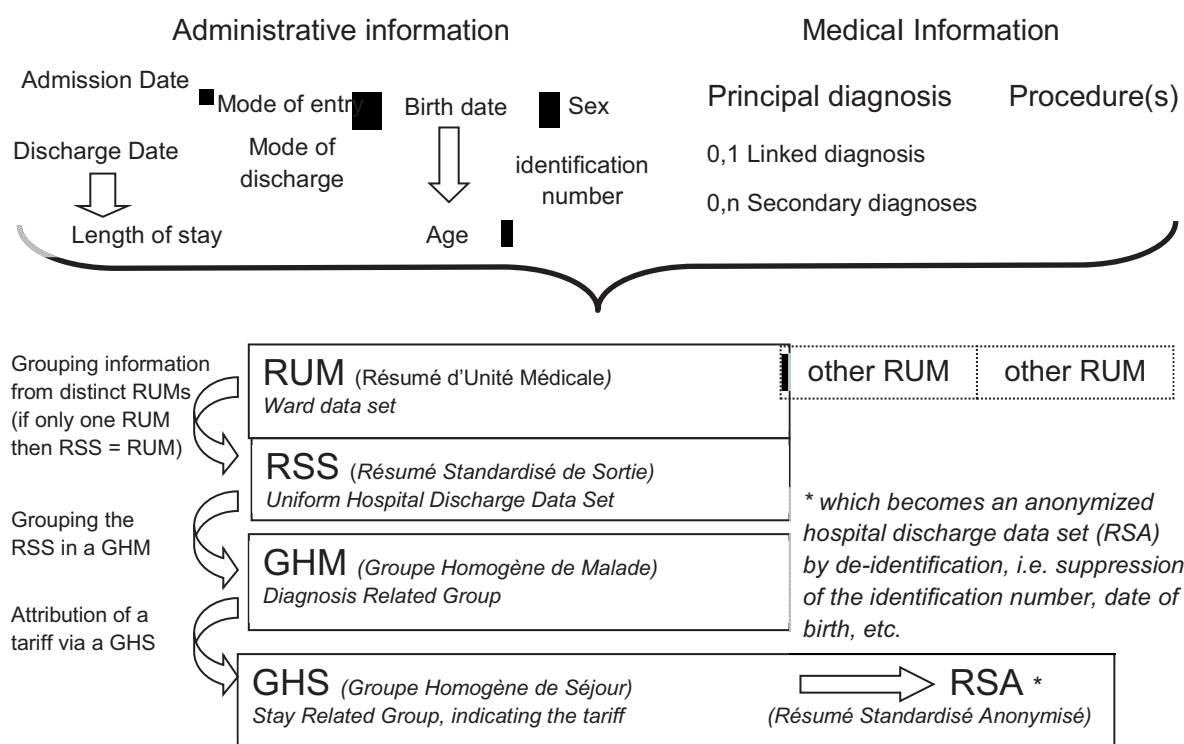 Administrative information
Medical Information
Admission Date
Mode of entry
Birth date
Sex
Principal diagnosis
Procedure(s)
Discharge Date
Mode of
discharge
identification
number
0,1 Linked diagnosis
0,n Secondary diagnoses
Length of stay
Age
Grouping information
from distinct RUMs
(if only one RUM
then RSS = RUM)
RUM (Résumé d'Unité Médicale)
Ward data set
other RUM
other RUM
RSS (Résumé Standardisé de Sortie)
Uniform Hospital Discharge Data Set
Grouping the
RSS in a GHM
* which becomes an anonymized
hospital discharge data set (RSA)
by de-identification, i.e. suppression
of the identification number, date of
birth, etc.
GHM (Groupe Homogène de Malade)
Diagnosis Related Group
Attribution of a
tariff via a GHS
GHS (Groupe Homogène de Séjour)
Stay Related Group, indicating the tariff
RSA *
(Résumé Standardisé Anonymisé)